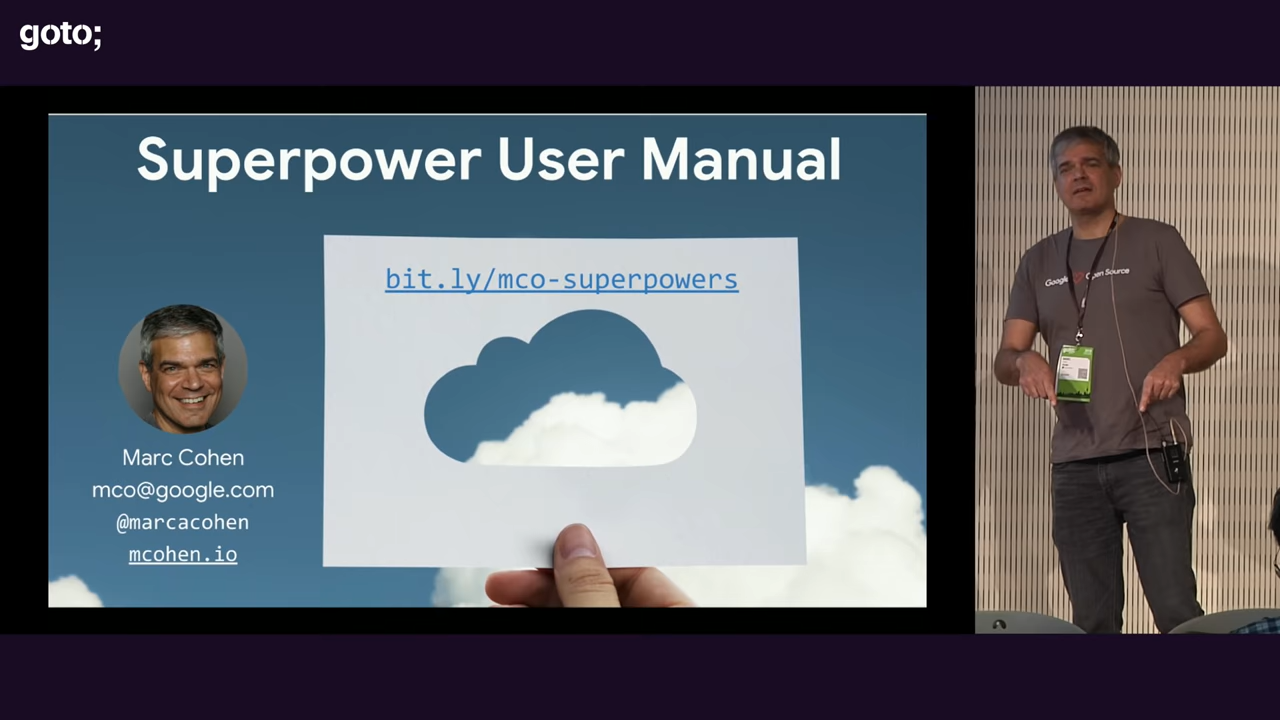 goto;
Superpower User Manual
bit.ly/mco-superpowers
Marc Cohen
mco@google.com
@marcacohen
mcohen.io
Google Open Source
goto;